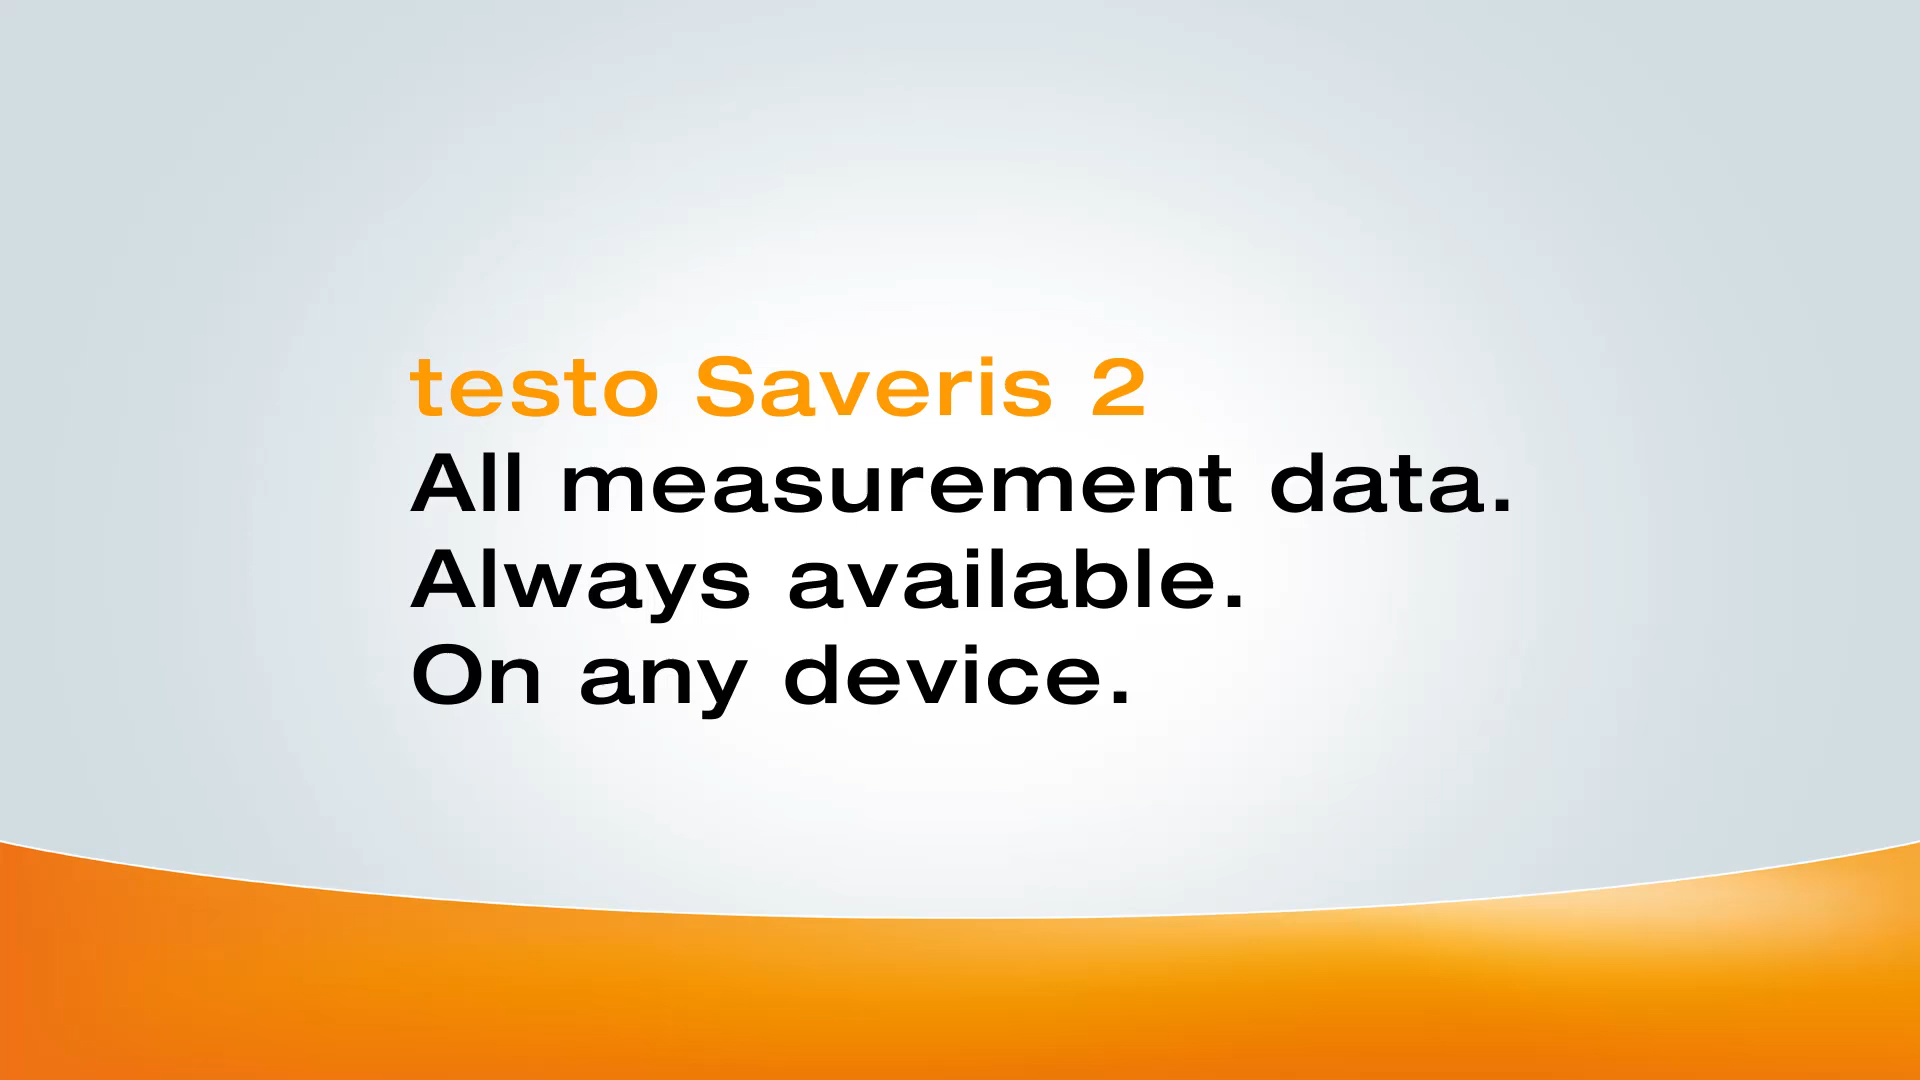 testo Saveris 2
All measurement data.
Always available.
On any device.